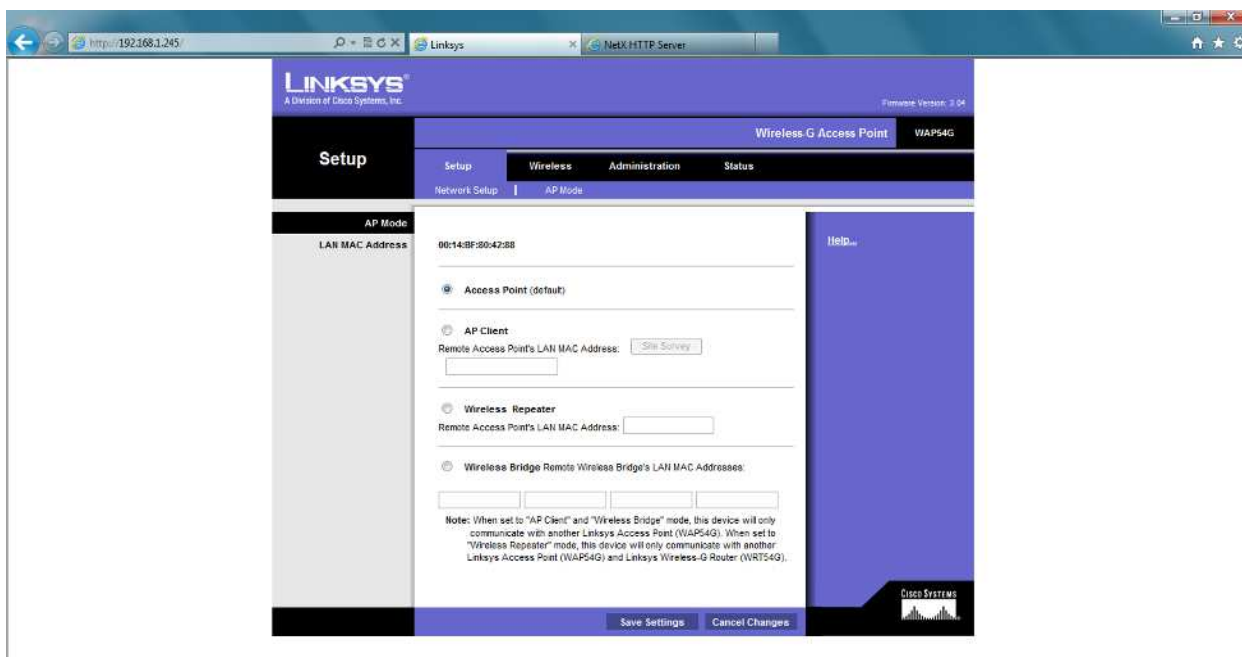 http://192.168.1.245/
Linksys
NetX HTTP Server
LINKSYS®
A Division of Cisco Systems, Inc.
Firmware Version: 3.04
Wireless-G Access Point
WAP54G
Setup
Setup
Wireless
Administration
Status
Network Setup
AP Mode
AP Mode
LAN MAC Address
00:14:BF:80:42:88
Help...
Access Point (default)
AP Client
Remote Access Point's LAN MAC Address:
Site Survey
Wireless Repeater
Remote Access Point's LAN MAC Address:
Wireless Bridge Remote Wireless Bridge's LAN MAC Addresses:
Note: When set to "AP Client" and "Wireless Bridge" mode, this device will only
communicate with another Linksys Access Point (WAP54G). When set to
"Wireless Repeater" mode, this device will only communicate with another
Linksys Access Point (WAP54G) and Linksys Wireless-G Router (WRT54G).
CISCO SYSTEMS
Save Settings
Cancel Changes